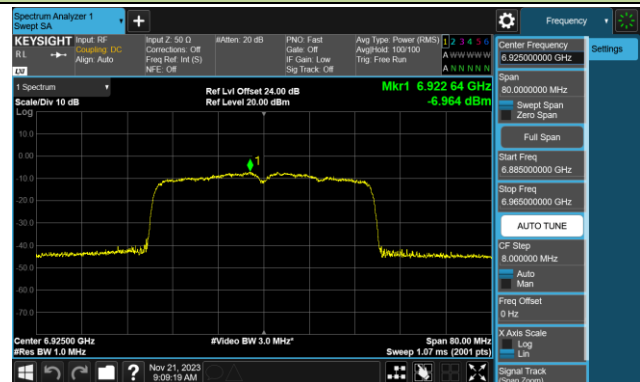 Spectrum Analyzer 1
Swept SA
Frequency
KEYSIGHT
Input: RF
Input Z: 50 Ω
#Atten: 20 dB
PNO: Fast
Avg Type: Power (RMS)
1 2 3 4 5 6
RL
Coupling: DC
Corrections: Off
Gate: Off
Avg|Hold: 100/100
A W W W W W
Align: Auto
Freq Ref: Int (S)
IF Gain: Low
Trig: Free Run
NFE: Off
Sig Track: Off
A N N N N N
LXI
1 Spectrum
Ref Lvl Offset 24.00 dB
Mkr1 6.922 64 GHz
Scale/Div 10 dB
Ref Level 20.00 dBm
-6.964 dBm
Log
10.0
0.00
-10.0
-20.0
-30.0
-40.0
-50.0
-60.0
-70.0
1
Center 6.92500 GHz
#Video BW 3.0 MHz*
Span 80.00 MHz
#Res BW 1.0 MHz
Sweep 1.07 ms (2001 pts)
Center Frequency
6.925000000 GHz
Settings
Span
80.0000000 MHz
Swept Span
Zero Span
Full Span
Start Freq
6.885000000 GHz
Stop Freq
6.965000000 GHz
AUTO TUNE
CF Step
8.000000 MHz
Auto
Man
Freq Offset
0 Hz
X Axis Scale
Log
Lin
Signal Track
(Span Zoom)
Nov 21, 2023
9:09:19 AM